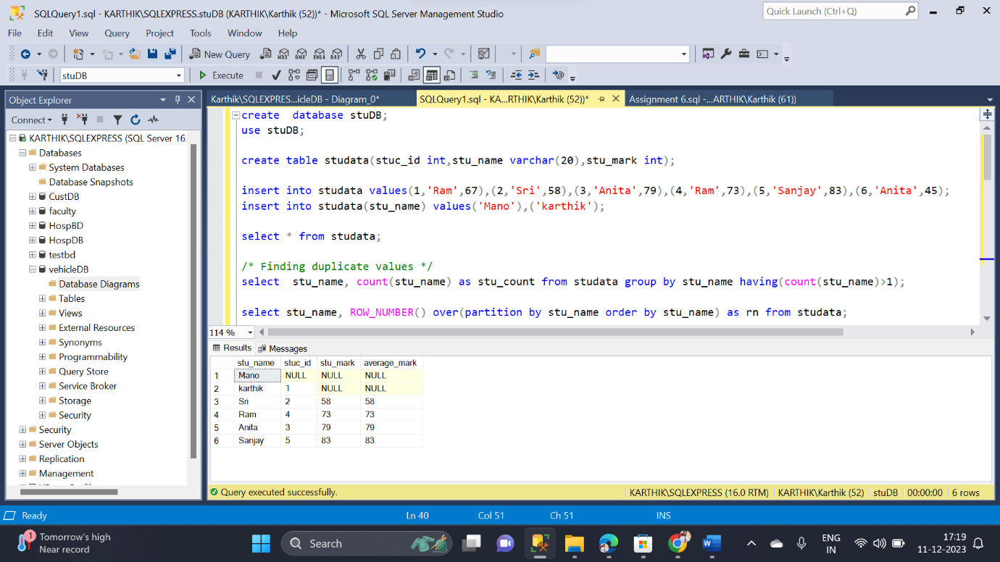 SQLQuery1.sql - KARTHIK\SQLEXPRESS.stuDB (KARTHIK\Karthik (52))* - Microsoft SQL Server Management Studio
Quick Launch (Ctrl+Q)
File Edit View Query Project Tools Window Help
New Query MDX DMX XMLA DAX
stuDB Execute
Object Explorer
Karthik\SQLEXPRES...icleDB - Diagram_0* SQLQuery1.sql - KA...RTHIK\Karthik (52))* Assignment 6.sql -...ARTHIK\Karthik (61))
Connect
KARTHIK\SQLEXPRESS (SQL Server 16.
Databases
System Databases
Database Snapshots
CustDB
faculty
HospBD
HospDB
testbd
vehicleDB
Database Diagrams
Tables
Views
External Resources
Synonyms
Programmability
Query Store
Service Broker
Storage
Security
Security
Server Objects
Replication
Management
create  database stuDB;
use stuDB;
create table studata(stuc_id int,stu_name varchar(20),stu_mark int);
insert into studata values(1,'Ram',67),(2,'Sri',58),(3,'Anita',79),(4,'Ram',73),(5,'Sanjay',83),(6,'Anita',45);
insert into studata(stu_name) values('Mano'),('karthik');
select * from studata;
/* Finding duplicate values */
select  stu_name, count(stu_name) as stu_count from studata group by stu_name having(count(stu_name)>1);
select stu_name, ROW_NUMBER() over(partition by stu_name order by stu_name) as rn from studata;
114 %
Results Messages
stu_name stuc_id stu_mark average_mark
1 Mano NULL NULL NULL
2 karthik 1 NULL NULL
3 Sri 2 58 58
4 Ram 4 73 73
5 Anita 3 79 79
6 Sanjay 5 83 83
Query executed successfully. KARTHIK\SQLEXPRESS (16.0 RTM) KARTHIK\Karthik (52) stuDB 00:00:00 6 rows
Ready Ln 40 Col 51 Ch 51 INS
1 Tomorrow's high
Near record
Search
ENG
IN
17:19
11-12-2023